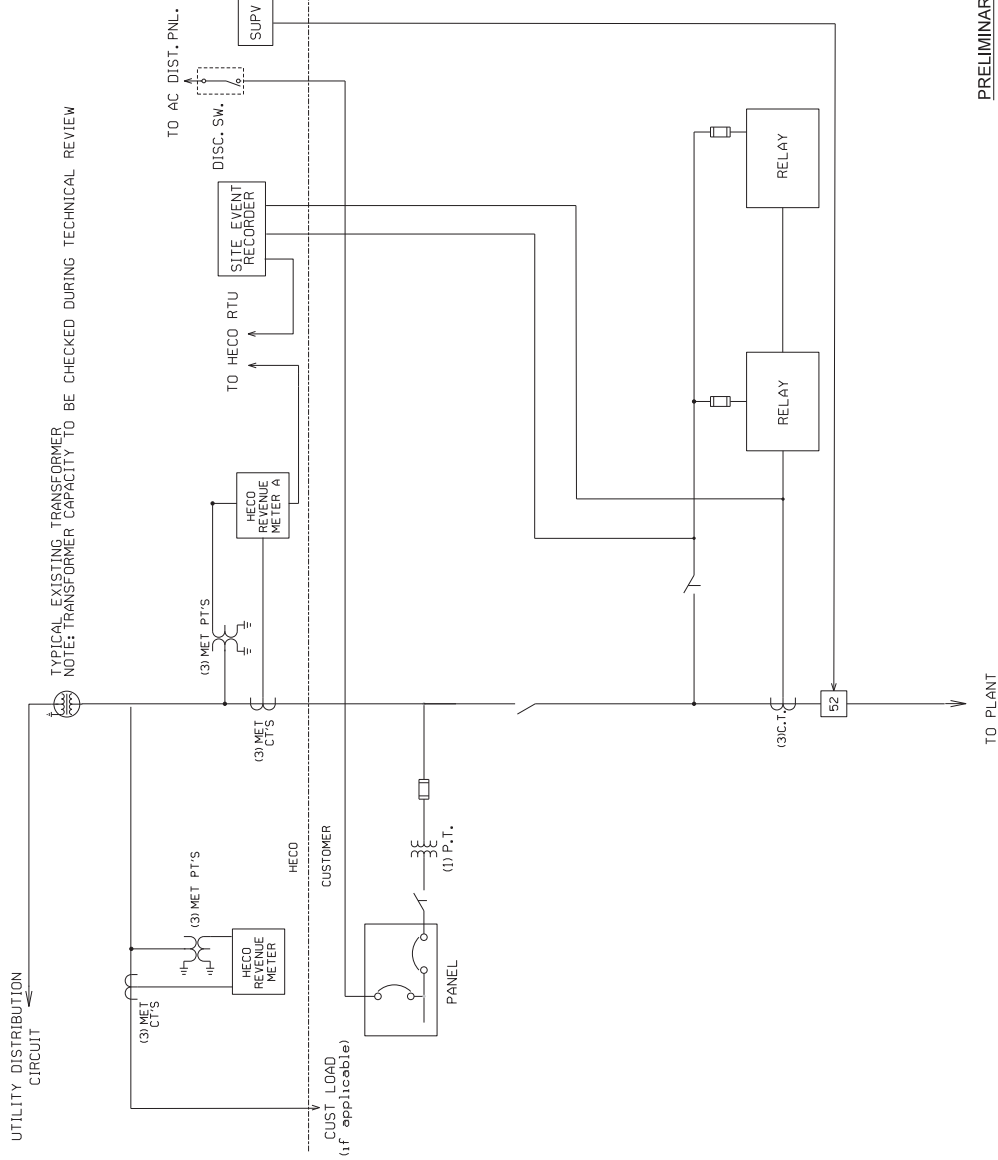 UTILITY DISTRIBUTION
CIRCUIT
TYPICAL EXISTING TRANSFORMER
NOTE: TRANSFORMER CAPACITY TO BE CHECKED DURING TECHNICAL REVIEW
(3) MET
CT'S
(3) MET PT'S
HECO
REVENUE
METER
(3) MET PT'S
(3) MET
CT'S
HECO
REVENUE
METER A
TO HECO RTU
SITE EVENT
RECORDER
DISC. SW.
TO AC DIST. PNL.
SUPV
HECO
CUSTOMER
CUST LOAD
(if applicable)
PANEL
(1) P.T.
RELAY
RELAY
(3)C.T.
52
TO PLANT